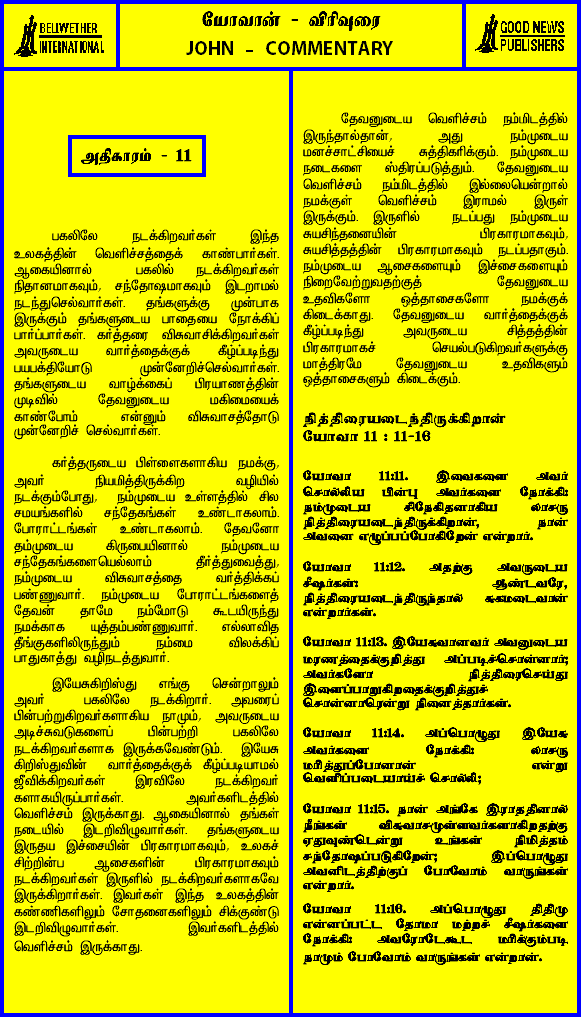 BELWETHER
INTERNATIONAL
யோவான் - விரிவுரை
JOHN - COMMENTARY
GOOD NEWS
PUBLISHERS
அதிகாரம் - 11
பகலிலே நடக்கிறவர்கள் இந்த
உலகத்தின் வெளிச்சத்தைக் காண்பார்கள்.
ஆகையினால் பகலில் நடக்கிறவர்கள்
நிதானமாகவும், சந்தோஷமாகவும் இடறாமல்
நடந்துசெல்வார்கள். தங்களுக்கு முன்பாக
இருக்கும் தங்களுடைய பாதையை நோக்கிப்
பார்ப்பார்கள். கர்த்தரை விசுவாசிக்கிறவர்கள்
அவருடைய வார்த்தைக்குக் கீழ்ப்படிந்து
பயபக்தியோடு முன்னேறிச்செல்வார்கள்.
தங்களுடைய வாழ்க்கைப் பிரயாணத்தின்
முடிவில் தேவனுடைய மகிமையைக்
காண்போம் என்னும் விசுவாசத்தோடு
முன்னேறிச் செல்வார்கள்.
கர்த்தருடைய பிள்ளைகளாகிய நமக்கு,
அவர் நியமித்திருக்கிற வழியில்
நடக்கும்போது, நம்முடைய உள்ளத்தில் சில
சமயங்களில் சந்தேகங்கள் உண்டாகலாம்.
போராட்டங்கள் உண்டாகலாம். தேவனோ
தம்முடைய கிருபையினால் நம்முடைய
சந்தேகங்களையெல்லாம் தீர்த்துவைத்து,
நம்முடைய விசுவாசத்தை வர்த்திக்கப்
பண்ணுவார். நம்முடைய போராட்டங்களைத்
தேவன் தாமே நம்மோடு கூடயிருந்து
நமக்காக யுத்தம்பண்ணுவார். எல்லாவித
தீங்குகளிலிருந்தும் நம்மை விலக்கிப்
பாதுகாத்து வழிநடத்துவார்.
இயேசுகிறிஸ்து எங்கு சென்றாலும்
அவர் பகலிலே நடக்கிறார். அவரைப்
பின்பற்றுகிறவர்களாகிய நாமும், அவருடைய
அடிச்சுவடுகளைப் பின்பற்றி பகலிலே
நடக்கிறவர்களாக இருக்கவேண்டும். இயேசு
கிறிஸ்துவின் வார்த்தைக்குக் கீழ்ப்படியாமல்
ஜீவிக்கிறவர்கள் இரவிலே நடக்கிறவர்
களாகயிருப்பார்கள். அவர்களிடத்தில்
வெளிச்சம் இருக்காது. ஆகையினால் தங்கள்
நடையில் இடறிவிழுவார்கள். தங்களுடைய
இருதய இச்சையின் பிரகாரமாகவும், உலகச்
சிற்றின்ப ஆசைகளின் பிரகாரமாகவும்
நடக்கிறவர்கள் இருளில் நடக்கிறவர்களாகவே
இருக்கிறார்கள். இவர்கள் இந்த உலகத்தின்
கண்ணிகளிலும் சோதனைகளிலும் சிக்குண்டு
இடறிவிழுவார்கள். இவர்களிடத்தில்
வெளிச்சம் இருக்காது.
தேவனுடைய வெளிச்சம் நம்மிடத்தில்
இருந்தால்தான், அது நம்முடைய
மனச்சாட்சியைச் சுத்திகரிக்கும். நம்முடைய
நடைகளை ஸ்திரப்படுத்தும். தேவனுடைய
வெளிச்சம் நம்மிடத்தில் இல்லையென்றால்
நமக்குள் வெளிச்சம் இராமல் இருள்
இருக்கும். இருளில் நடப்பது நம்முடைய
சுயசிந்தனையின் பிரகாரமாகவும்,
சுயசித்தத்தின் பிரகாரமாகவும் நடப்பதாகும்.
நம்முடைய ஆசைகளையும் இச்சைகளையும்
நிறைவேற்றுவதற்குத் தேவனுடைய
உதவிகளோ ஒத்தாசைகளோ நமக்குக்
கிடைக்காது. தேவனுடைய வார்த்தைக்குக்
கீழ்ப்படிந்து அவருடைய சித்தத்தின்
பிரகாரமாகச் செயல்படுகிறவர்களுக்கு
மாத்திரமே தேவனுடைய உதவிகளும்
ஒத்தாசைகளும் கிடைக்கும்.
நித்திரையடைந்திருக்கிறான்
யோவா 11 : 11-16
யோவா 11:11. இவைகளை அவர்
சொல்லிய பின்பு அவர்களை நோக்கி:
நம்முடைய சிநேகிதனாகிய லாசரு
நித்திரையடைந்திருக்கிறான், நான்
அவனை எழுப்பப்போகிறேன் என்றார்.
யோவா 11:12. அதற்கு அவருடைய
சீஷர்கள்: ஆண்டவரே,
நித்திரையடைந்திருந்தால் சுகமடைவான்
என்றார்கள்.
யோவா 11:13. இயேசுவானவர் அவனுடைய
மரணத்தைக்குறித்து அப்படிச்சொன்னார்;
அவர்களோ நித்திரைசெய்து
இளைப்பாறுகிறதைக்குறித்துச்
சொன்னாரென்று நினைத்தார்கள்.
யோவா 11:14. அப்பொழுது இயேசு
அவர்களை நோக்கி: லாசரு
மரித்துப்போனான் என்று
வெளிப்படையாய்ச் சொல்லி;
யோவா 11:15. நான் அங்கே இராததினால்
நீங்கள் விசுவாசமுள்ளவர்களாகிறதற்கு
ஏதுவுண்டென்று உங்கள் நிமித்தம்
சந்தோஷப்படுகிறேன்; இப்பொழுது
அவனிடத்திற்குப் போவோம் வாருங்கள்
என்றார்.
யோவா 11:16. அப்பொழுது திதிமு
என்னப்பட்ட தோமா மற்றச் சீஷர்களை
நோக்கி: அவரோடேகூட மரிக்கும்படி
நாமும் போவோம் வாருங்கள் என்றான்.